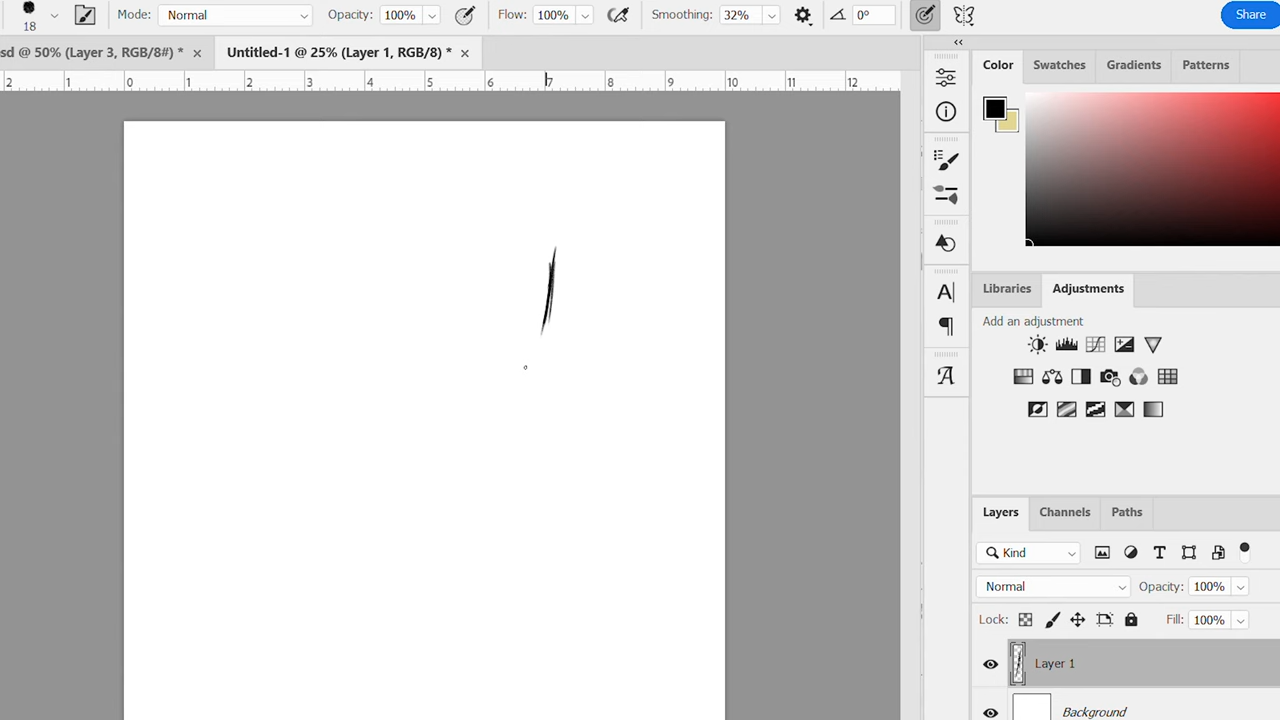 18 Mode: Normal Opacity: 100% Flow: 100% Smoothing: 32% 0° Share
sd @ 50% (Layer 3, RGB/8#) * × Untitled-1 @ 25% (Layer 1, RGB/8) * ×
2 1 0 1 2 3 4 5 6 7 8 9 10 11 12
Color Swatches Gradients Patterns
Libraries Adjustments
Add an adjustment
Layers Channels Paths
Kind
Normal Opacity: 100%
Lock: Fill: 100%
Layer 1
Background